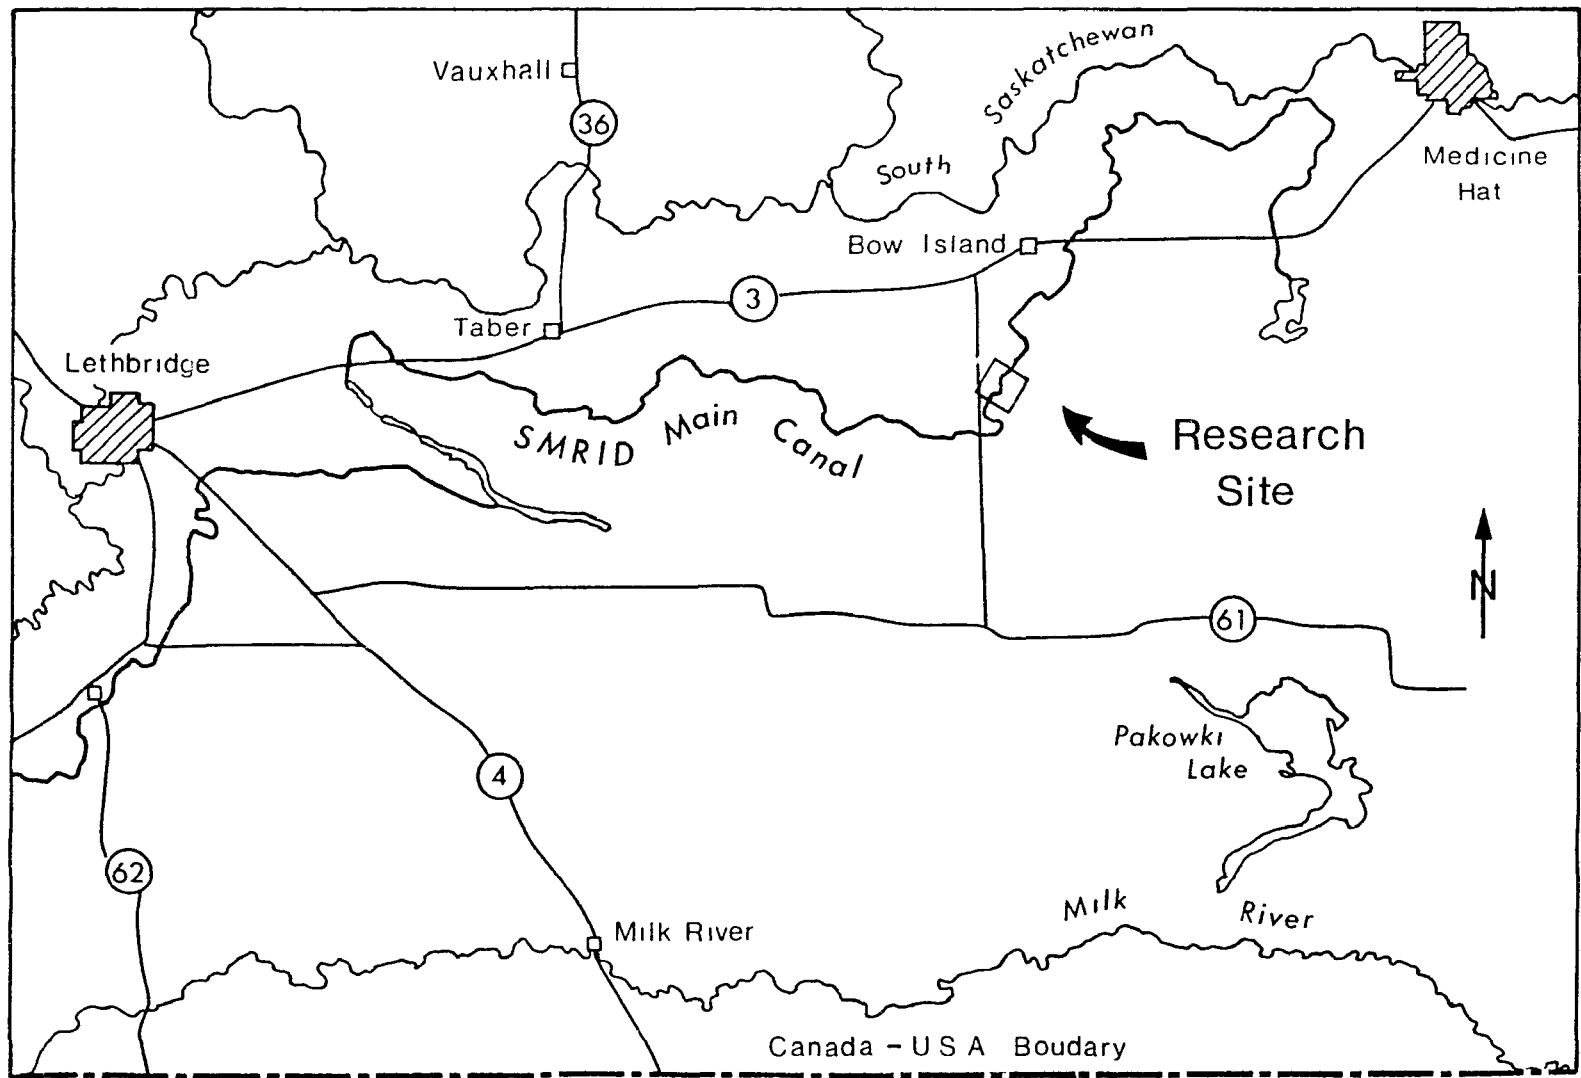 Saskatchewan
Vauxhall
36
South
Medicine
Hat
Bow Island
3
Taber
Lethbridge
SMRID Main Canal
Research
Site
N
61
Pakowki
Lake
4
62
Milk River
Milk River
Canada - USA Boudary